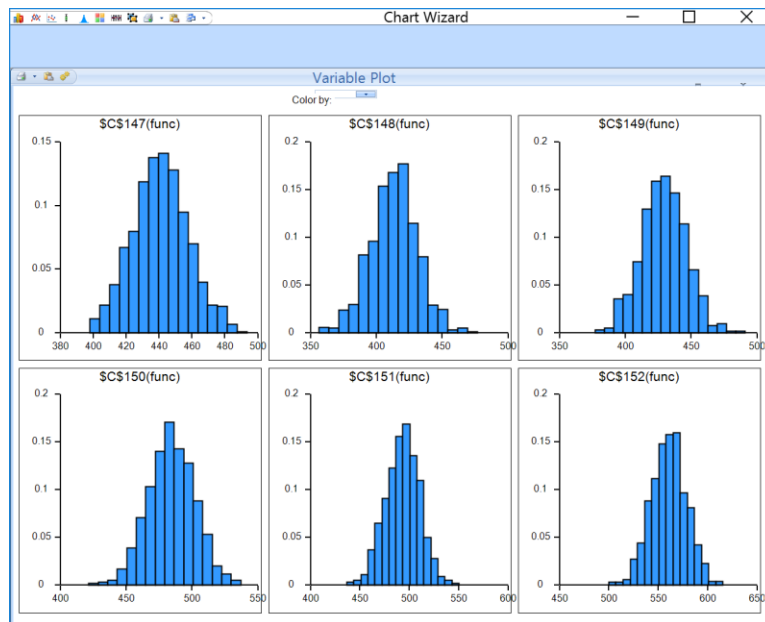 Chart Wizard
Variable Plot
Color by:
$C$147(func)
0.15
0.1
0.05
0
380 400 420 440 460 480 500
$C$148(func)
0.2
0.15
0.1
0.05
0
350 400 450 500
$C$149(func)
0.2
0.15
0.1
0.05
0
350 400 450 500
$C$150(func)
0.2
0.15
0.1
0.05
0
400 450 500 550
$C$151(func)
0.2
0.15
0.1
0.05
0
400 450 500 550 600
$C$152(func)
0.2
0.15
0.1
0.05
0
450 500 550 600 650